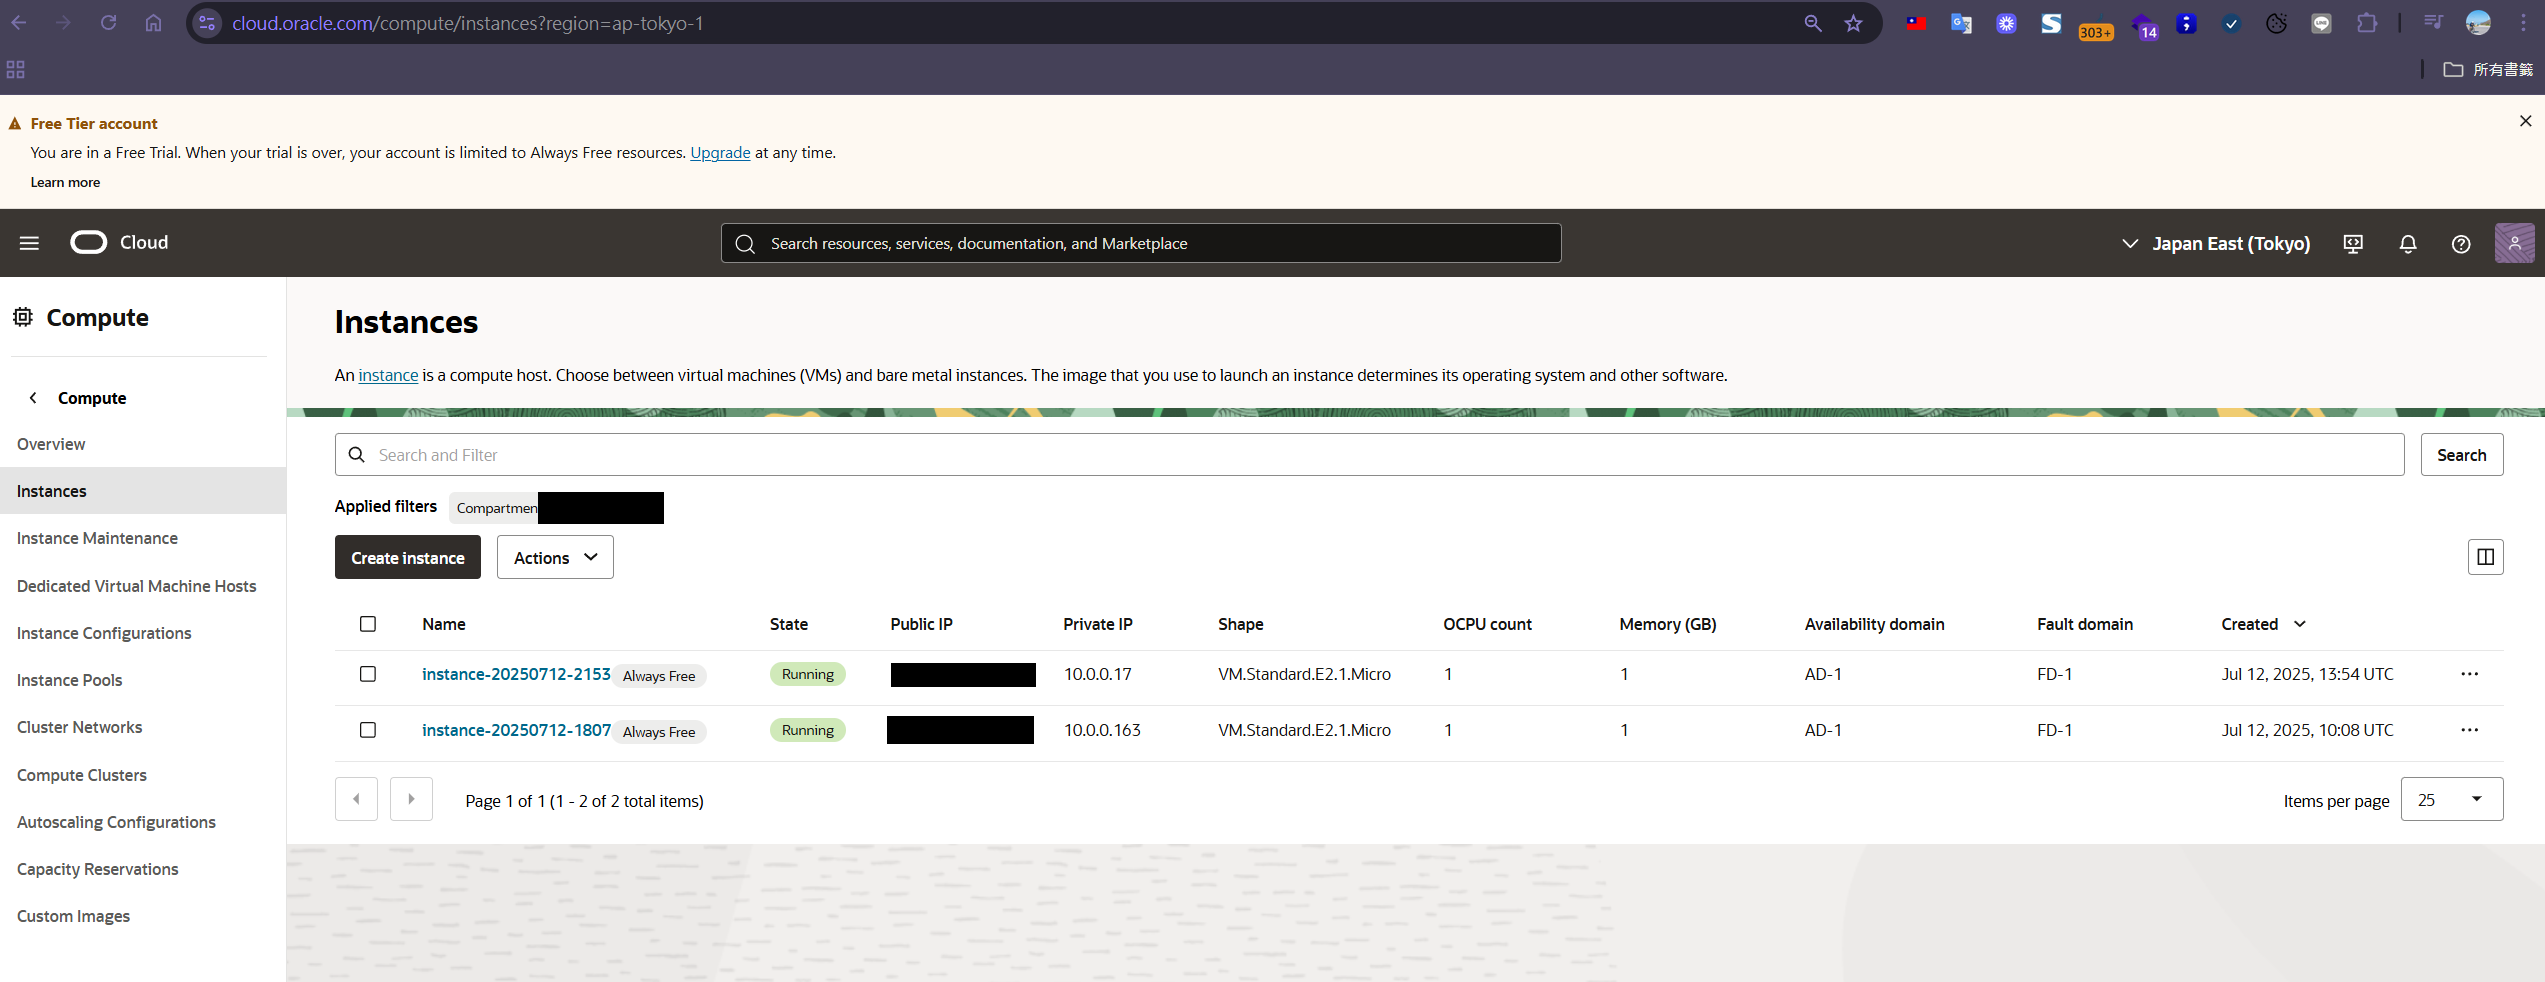 cloud.oracle.com/compute/instances?region=ap-tokyo-1
303+
14
所有書籤
Free Tier account
You are in a Free Trial. When your trial is over, your account is limited to Always Free resources. Upgrade at any time.
Learn more
Cloud
Search resources, services, documentation, and Marketplace
Japan East (Tokyo)
Compute
Compute
Overview
Instances
Instance Maintenance
Dedicated Virtual Machine Hosts
Instance Configurations
Instance Pools
Cluster Networks
Compute Clusters
Autoscaling Configurations
Capacity Reservations
Custom Images
Instances
An instance is a compute host. Choose between virtual machines (VMs) and bare metal instances. The image that you use to launch an instance determines its operating system and other software.
Search and Filter
Search
Applied filters Compartmen
Create instance Actions
Name State Public IP Private IP Shape OCPU count Memory (GB) Availability domain Fault domain Created
instance-20250712-2153 Always Free Running 10.0.0.17 VM.Standard.E2.1.Micro 1 1 AD-1 FD-1 Jul 12, 2025, 13:54 UTC
instance-20250712-1807 Always Free Running 10.0.0.163 VM.Standard.E2.1.Micro 1 1 AD-1 FD-1 Jul 12, 2025, 10:08 UTC
Page 1 of 1 (1 - 2 of 2 total items)
Items per page 25